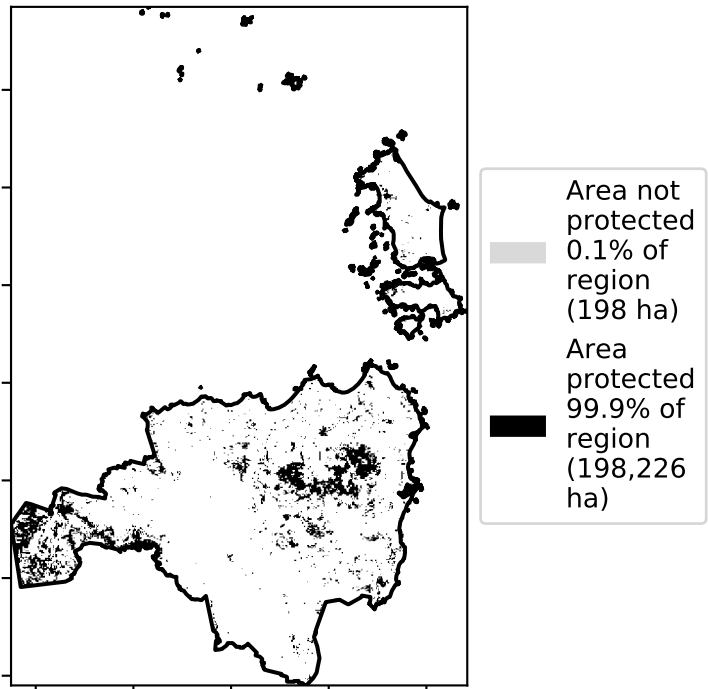 Area not
protected
0.1% of
region
(198 ha)
Area
protected
99.9% of
region
(198,226
ha)